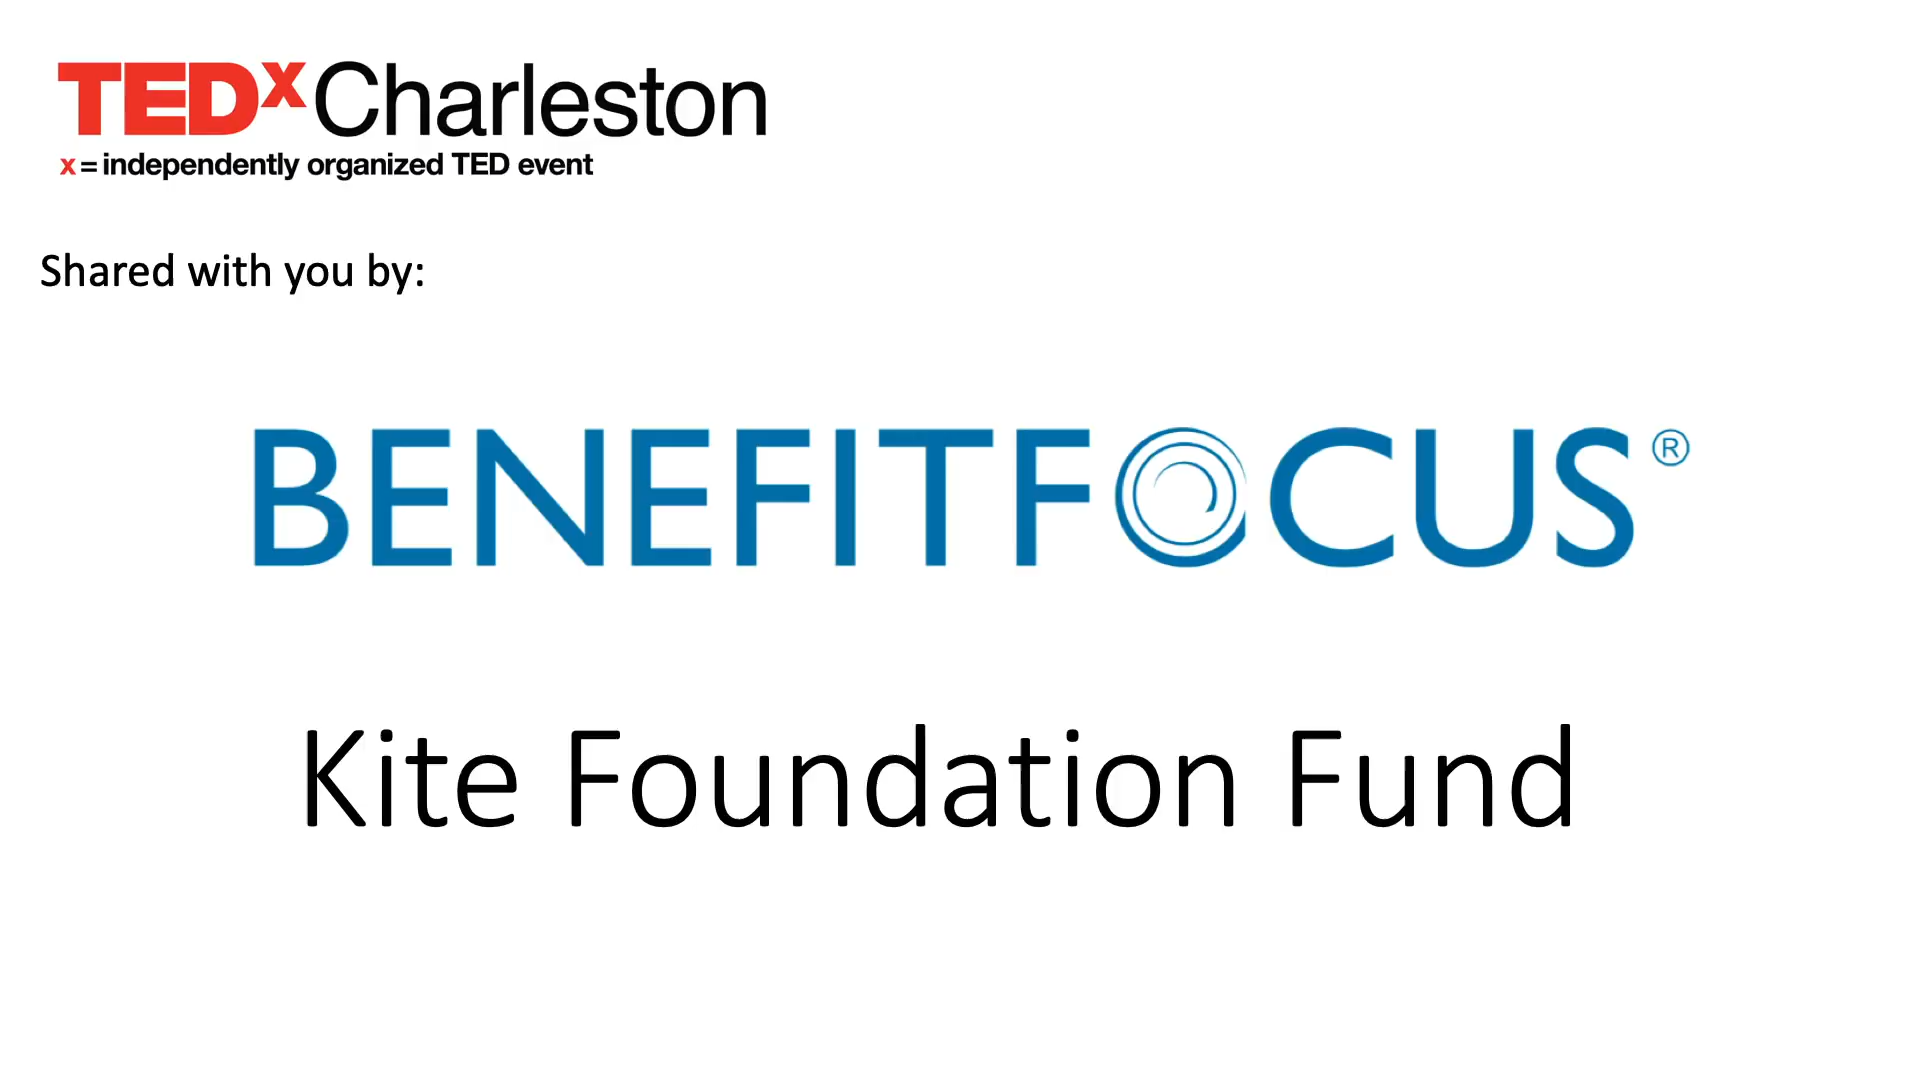 TEDxCharleston
x = independently organized TED event
Shared with you by:
BENEFITFOCUS®
Kite Foundation Fund